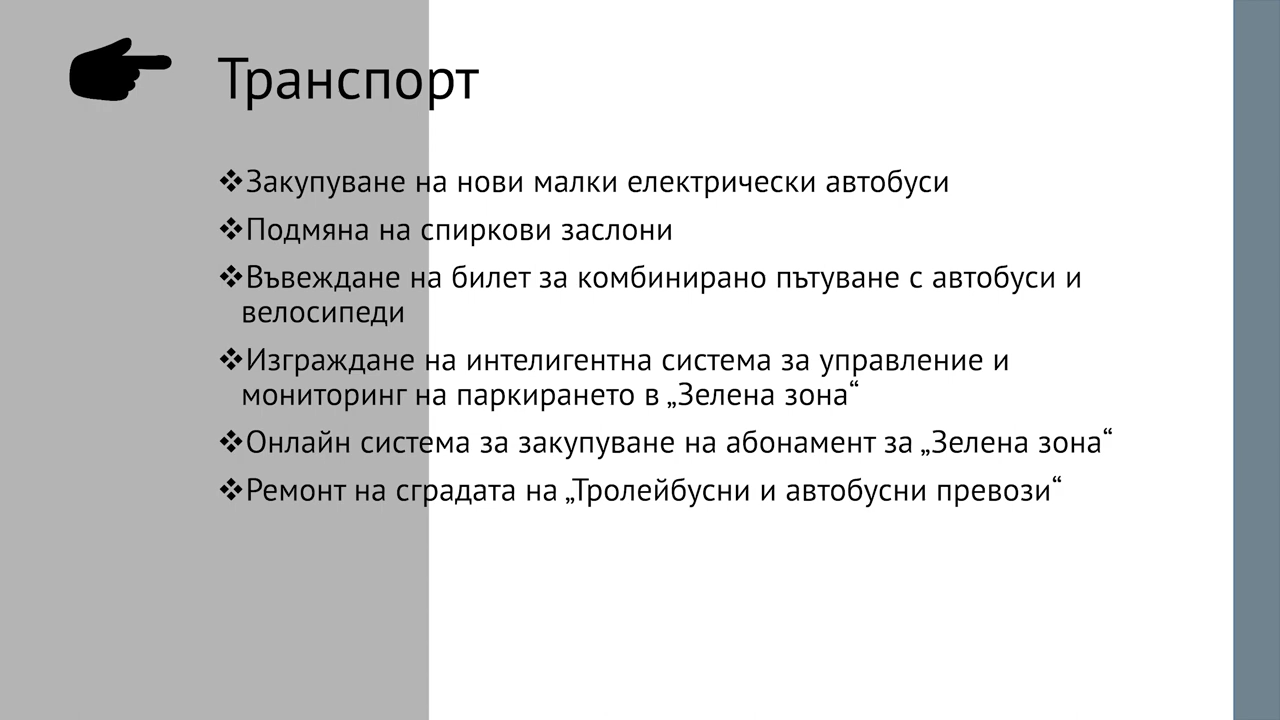 Транспорт
❖Закупуване на нови малки електрически автобуси
❖Подмяна на спиркови заслони
❖Въвеждане на билет за комбинирано пътуване с автобуси и
велосипеди
❖Изграждане на интелигентна система за управление и
мониторинг на паркирането в „Зелена зона“
❖Онлайн система за закупуване на абонамент за „Зелена зона“
❖Ремонт на сградата на „Тролейбусни и автобусни превози“